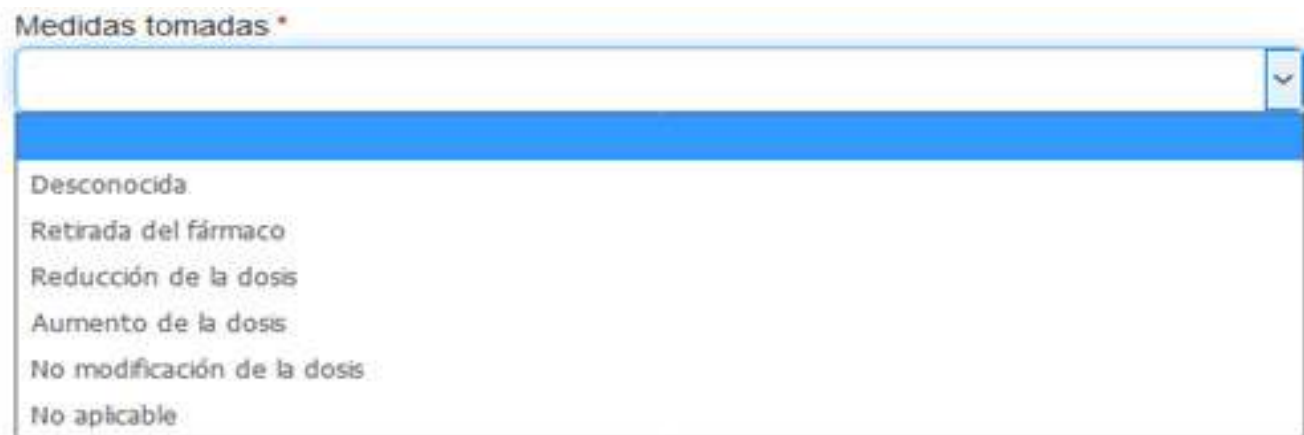 Medidas tomadas *
Desconocida
Retirada del fármaco
Reducción de la dosis
Aumento de la dosis
No modificación de la dosis
No aplicable